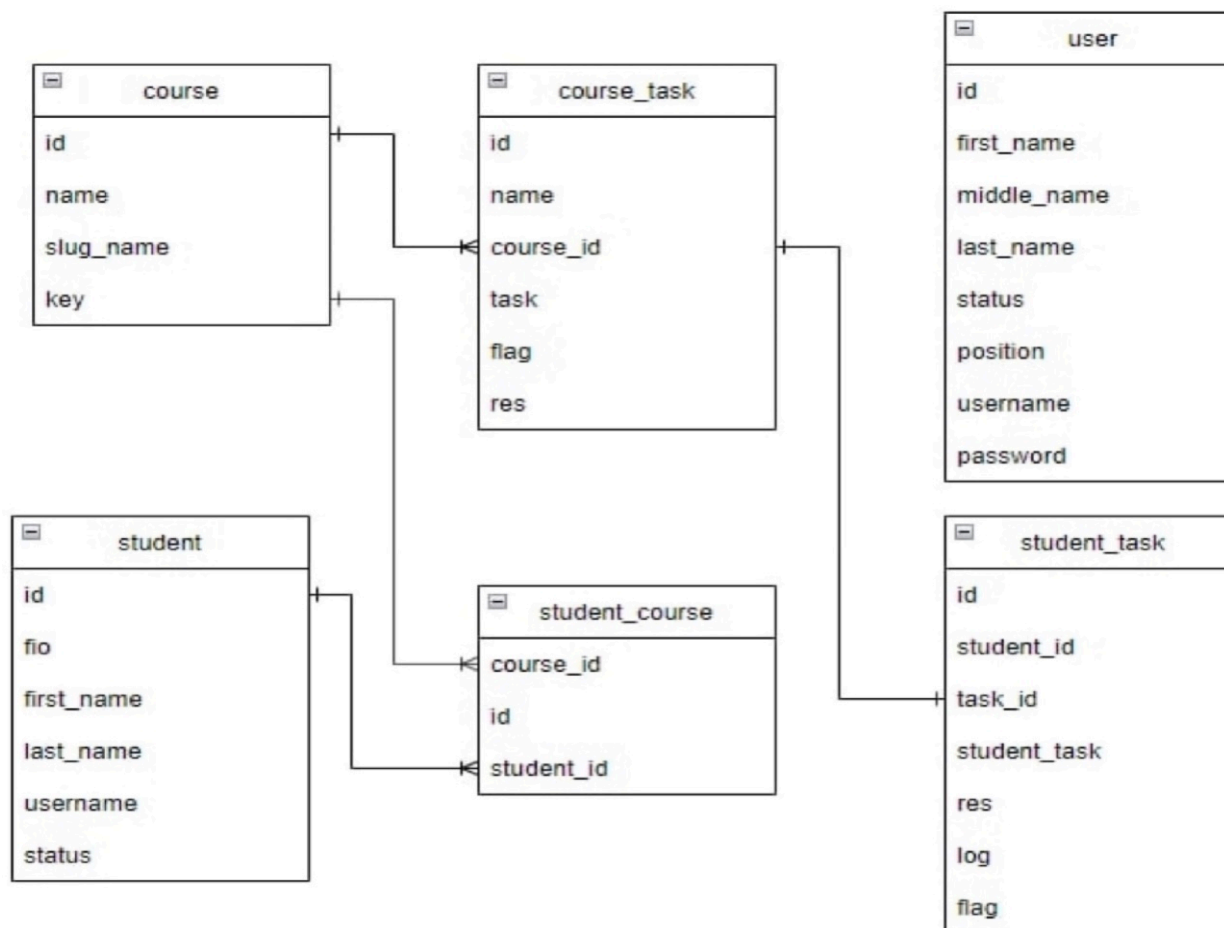 course
id
name
slug_name
key
course_task
id
name
course_id
task
flag
res
user
id
first_name
middle_name
last_name
status
position
username
password
student
id
fio
first_name
last_name
username
status
student_course
course_id
id
student_id
student_task
id
student_id
task_id
student_task
res
log
flag